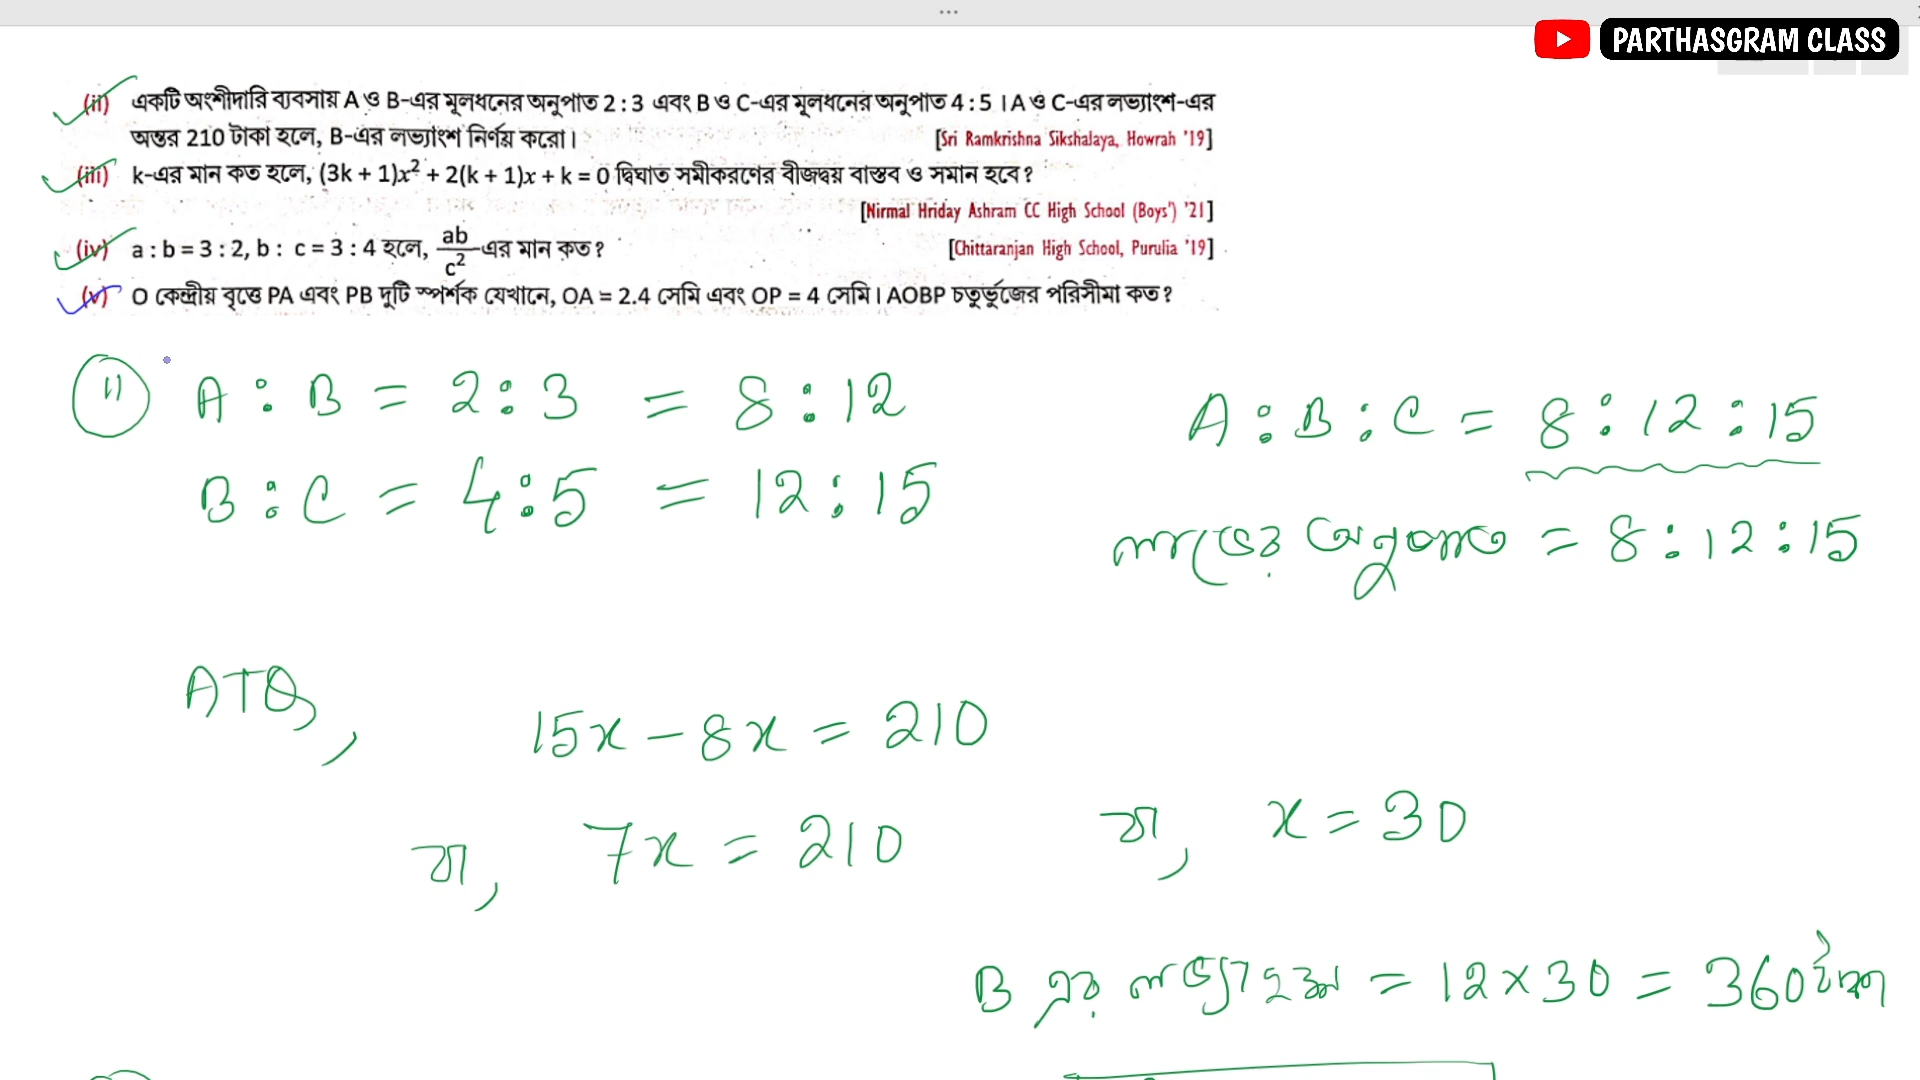 PARTHASGRAM CLASS
(ii) একটি অংশীদারি ব্যবসায় A ও B-এর মূলধনের অনুপাত 2 : 3 এবং B ও C-এর মূলধনের অনুপাত 4 : 5 । A ও C-এর লভ্যাংশ-এর
অন্তর 210 টাকা হলে, B-এর লভ্যাংশ নির্ণয় করো। [Sri Ramkrishna Sikshalaya, Howrah '19]
(iii) k-এর মান কত হলে, (3k + 1)x² + 2(k + 1)x + k = 0 দ্বিঘাত সমীকরণের বীজদ্বয় বাস্তব ও সমান হবে?
[Nirmal Hriday Ashram CC High School (Boys') '21]
(iv) a : b = 3 : 2, b : c = 3 : 4 হলে, ab/c² -এর মান কত? [Chittaranjan High School, Purulia '19]
(v) O কেন্দ্রীয় বৃত্তে PA এবং PB দুটি স্পর্শক যেখানে, OA = 2.4 সেমি এবং OP = 4 সেমি। AOBP চতুর্ভুজের পরিসীমা কত?
(ii) A : B = 2 : 3 = 8 : 12
B : C = 4 : 5 = 12 : 15
A : B : C = 8 : 12 : 15
লাভের অনুপাত = 8 : 12 : 15
ATQ,
15x – 8x = 210
বা, 7x = 210
বা, x = 30
B এর লভ্যাংশ = 12 × 30 = 360 টাকা